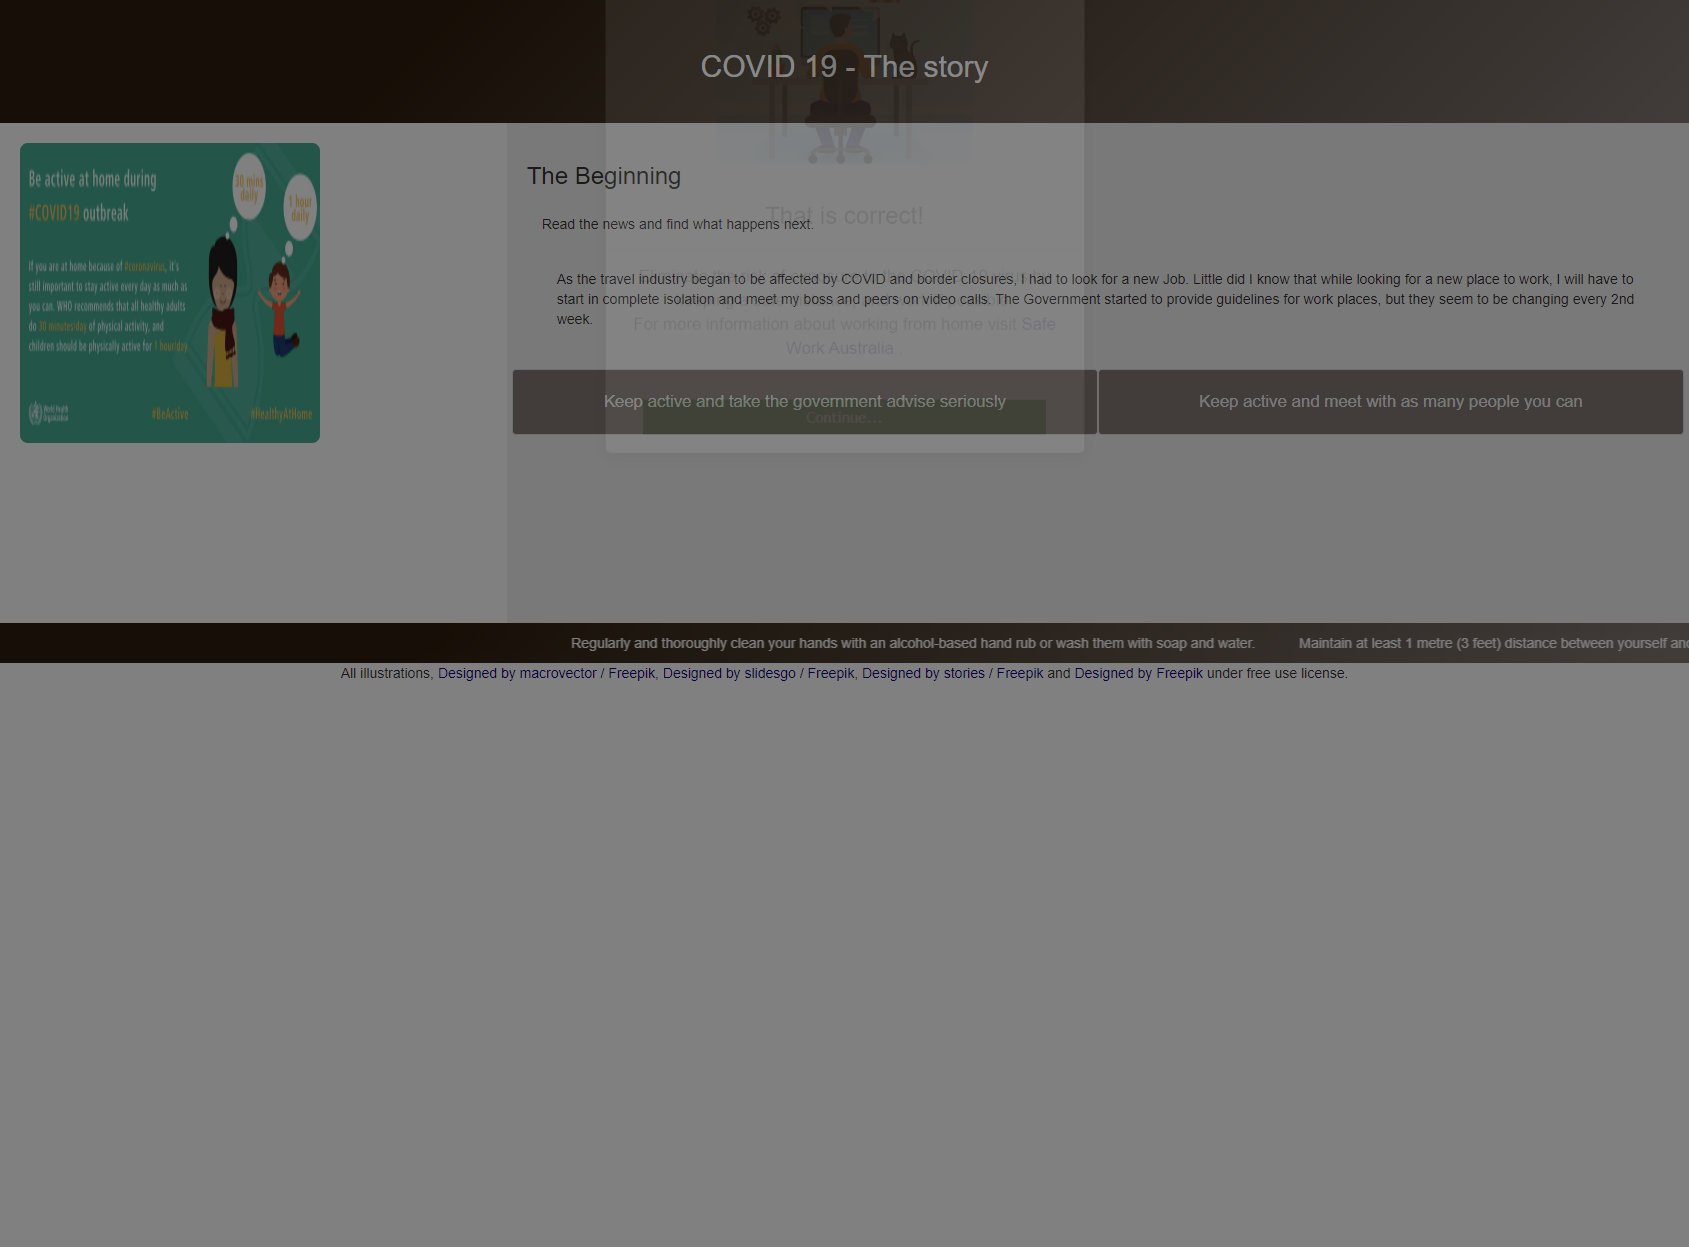 COVID 19 - The story
Be active at home during
#COVID19 outbreak
30 mins
daily
1 hour
daily
If you are at home because of #coronavirus, it's
still important to stay active every day as much as
you can. WHO recommends that all healthy adults
do 30 minutes/day of physical activity, and
children should be physically active for 1 hour/day
World Health
Organization
#BeActive
#HealthyAtHome
The Beginning
That is correct!
Read the news and find what happens next.
As the travel industry began to be affected by COVID and border closures, I had to look for a new Job. Little did I know that while looking for a new place to work, I will have to
start in complete isolation and meet my boss and peers on video calls. The Government started to provide guidelines for work places, but they seem to be changing every 2nd
week.
For more information about working from home visit Safe
Work Australia .
Keep active and take the government advise seriously
Keep active and meet with as many people you can
Continue...
Regularly and thoroughly clean your hands with an alcohol-based hand rub or wash them with soap and water.
Maintain at least 1 metre (3 feet) distance between yourself and
All illustrations, Designed by macrovector / Freepik, Designed by slidesgo / Freepik, Designed by stories / Freepik and Designed by Freepik under free use license.